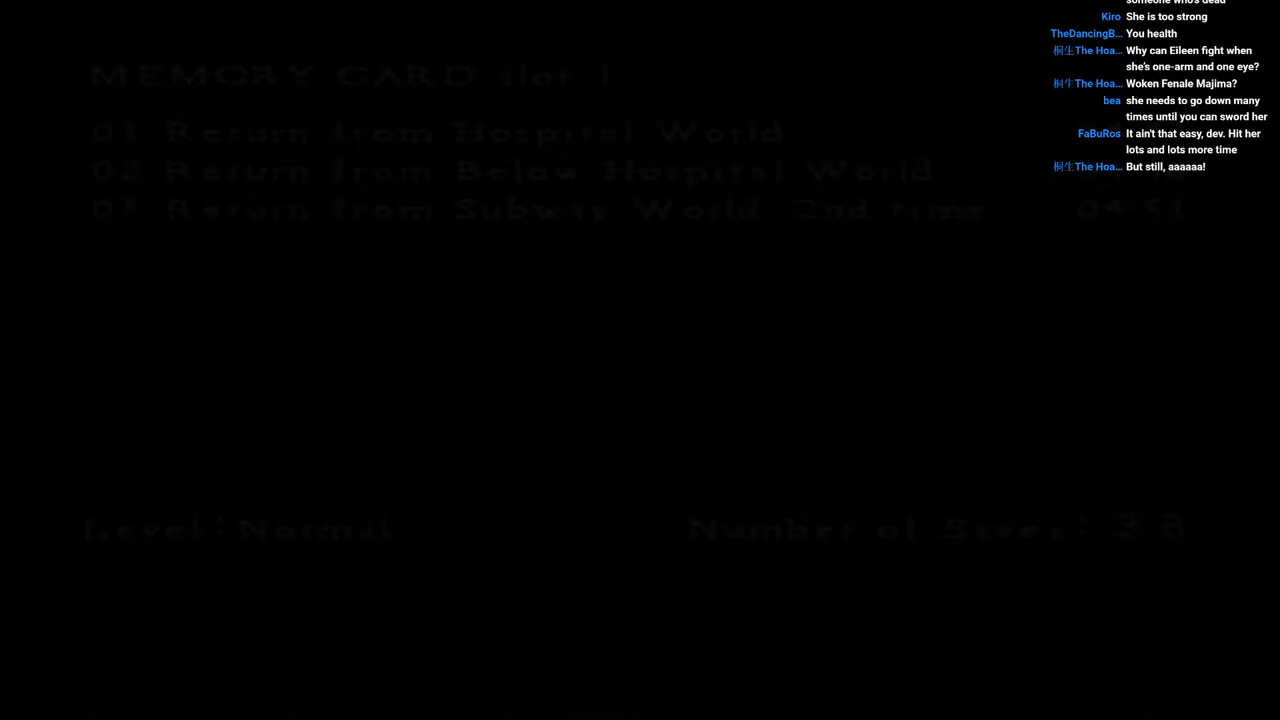 someone who's dead
Kiro She is too strong
TheDancingB... You health
桐生The Hoa... Why can Eileen fight when
she's one-arm and one eye?
桐生The Hoa... Woken Fenale Majima?
bea she needs to go down many
times until you can sword her
FaBuRos It ain't that easy, dev. Hit her
lots and lots more time
桐生The Hoa... But still, aaaaaa!
MEMORY CARD slot 1
01. Return from Hospital World
02. Return from Below Hospital World
03. Return from Subway World, 2nd time
Level: Normal
Number of Saves: 38